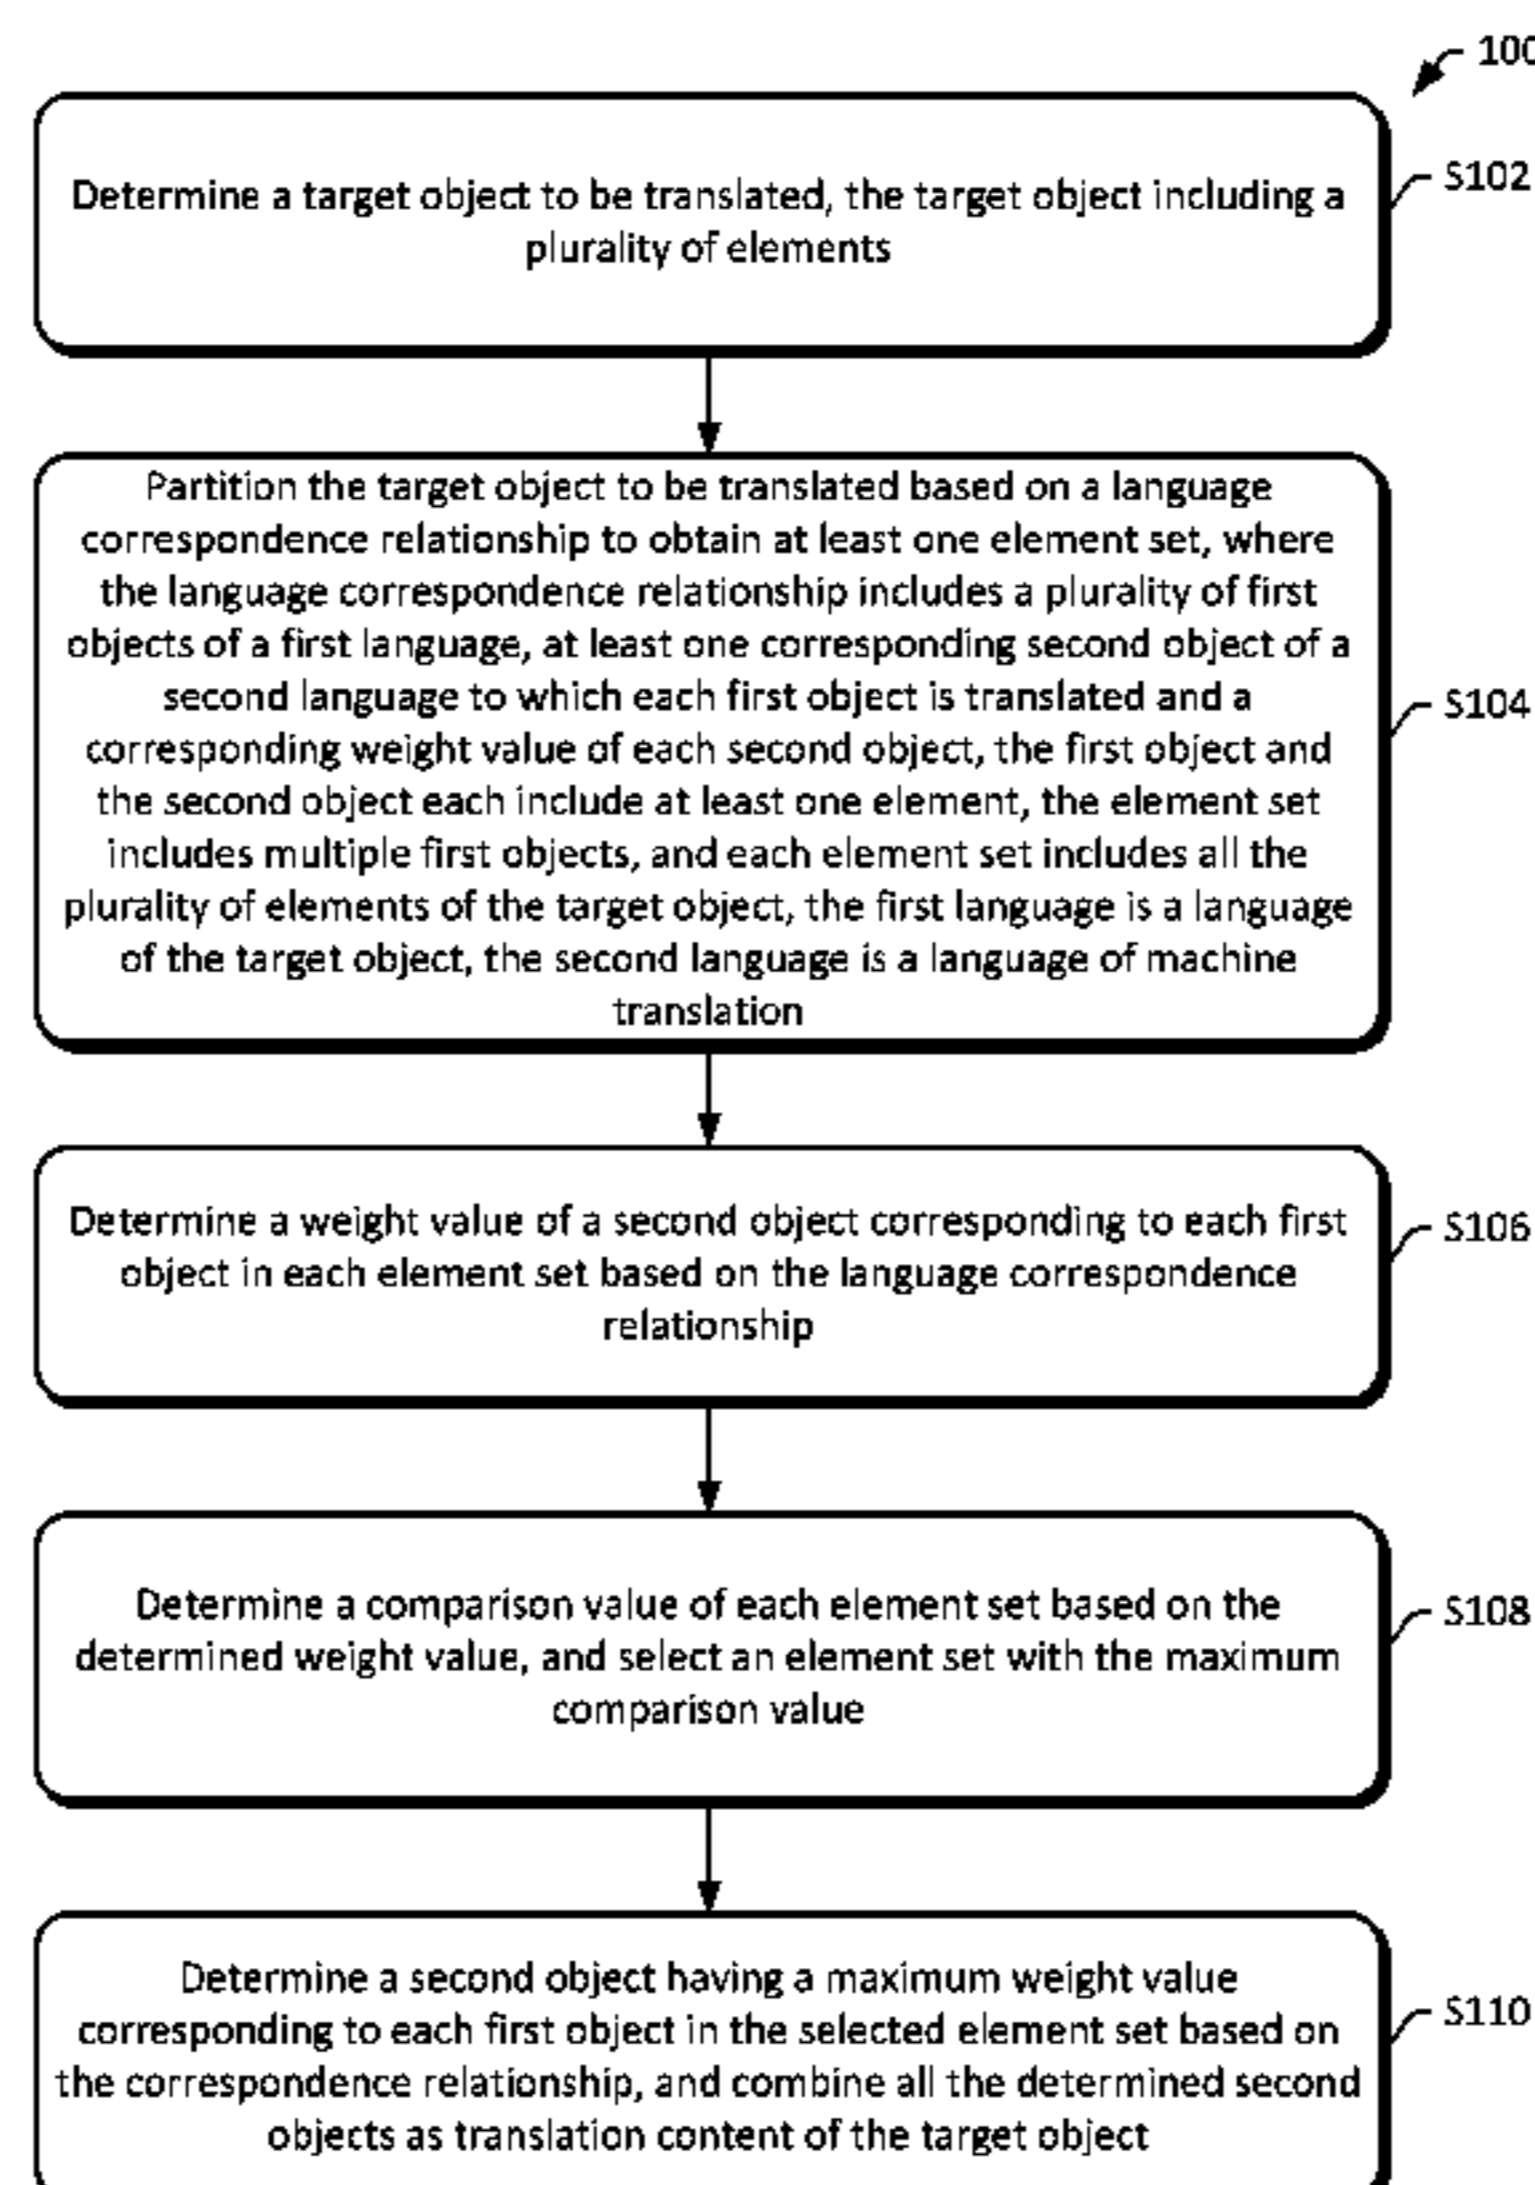 100
Determine a target object to be translated, the target object including a
plurality of elements
S102
Partition the target object to be translated based on a language
correspondence relationship to obtain at least one element set, where
the language correspondence relationship includes a plurality of first
objects of a first language, at least one corresponding second object of a
second language to which each first object is translated and a
corresponding weight value of each second object, the first object and
the second object each include at least one element, the element set
includes multiple first objects, and each element set includes all the
plurality of elements of the target object, the first language is a language
of the target object, the second language is a language of machine
translation
S104
Determine a weight value of a second object corresponding to each first
object in each element set based on the language correspondence
relationship
S106
Determine a comparison value of each element set based on the
determined weight value, and select an element set with the maximum
comparison value
S108
Determine a second object having a maximum weight value
corresponding to each first object in the selected element set based on
the correspondence relationship, and combine all the determined second
objects as translation content of the target object
S110